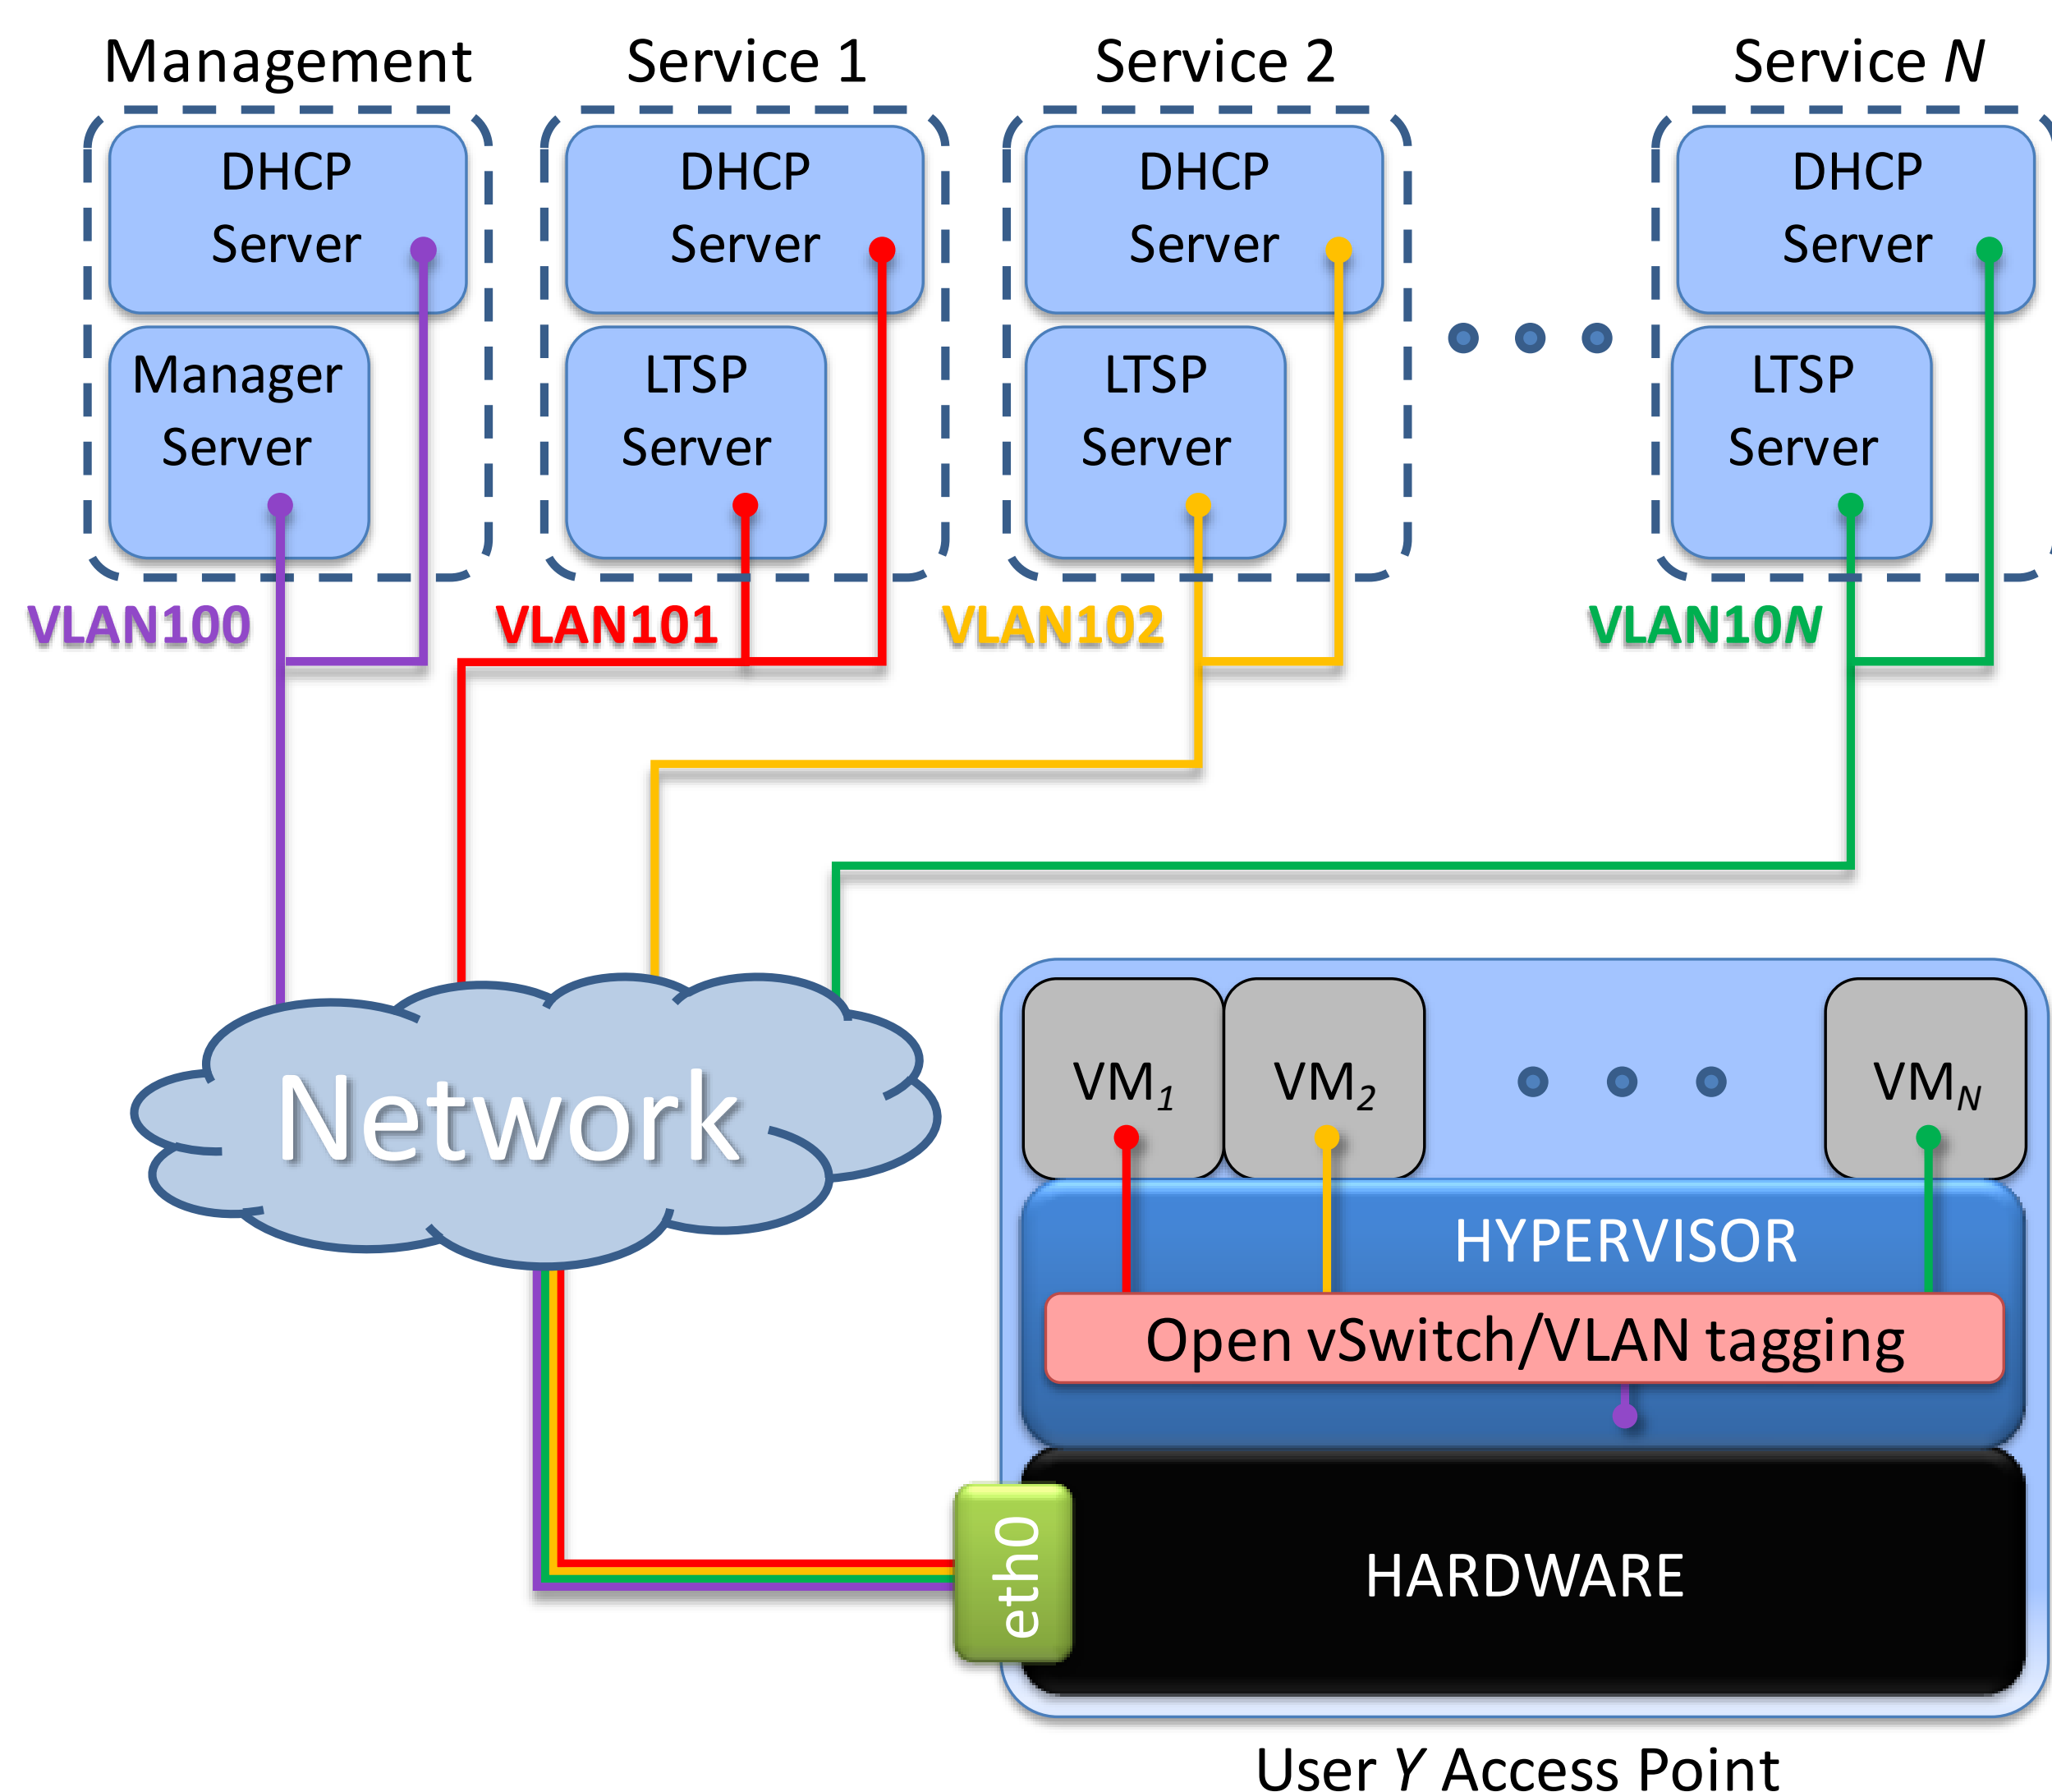 Management
Service 1
Service 2
Service N
DHCP
Server
DHCP
Server
DHCP
Server
DHCP
Server
Manager
Server
LTSP
Server
LTSP
Server
LTSP
Server
VLAN100
VLAN101
VLAN102
VLAN10N
Network
VM1
VM2
VMN
HYPERVISOR
Open vSwitch/VLAN tagging
eth0
HARDWARE
User Y Access Point